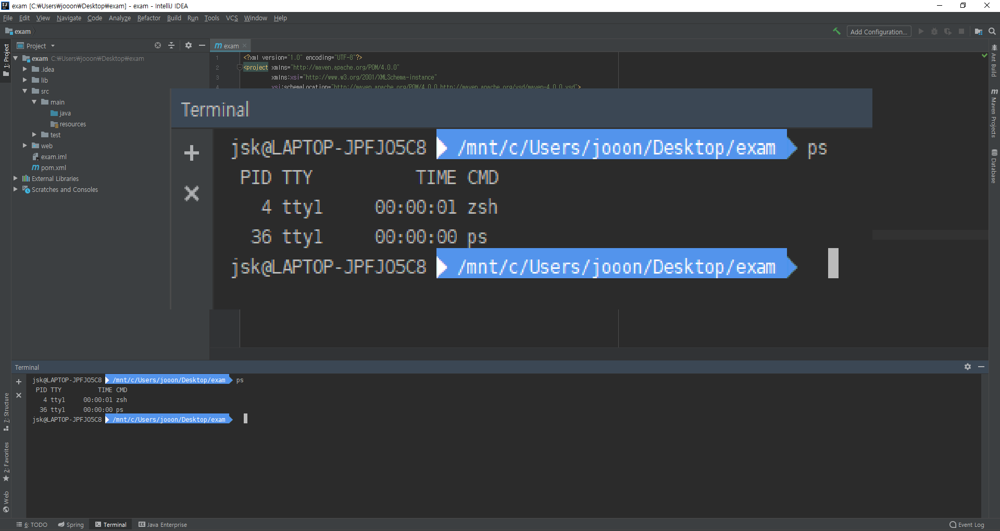 exam [C:₩Users₩jooon₩Desktop₩exam] - exam - IntelliJ IDEA
File Edit View Navigate Code Analyze Refactor Build Run Tools VCS Window Help
exam
Add Configuration...
1: Project
Project
exam C:₩Users₩jooon₩Desktop₩exam
.idea
lib
src
main
java
resources
test
web
exam.iml
m pom.xml
External Libraries
Scratches and Consoles
m exam
1 <?xml version="1.0" encoding="UTF-8"?>
2 <project xmlns="http://maven.apache.org/POM/4.0.0"
3 xmlns:xsi="http://www.w3.org/2001/XMLSchema-instance"
4 xsi:schemaLocation="http://maven.apache.org/POM/4.0.0 http://maven.apache.org/xsd/maven-4.0.0.xsd">
Ant Build
m Maven Projects
Database
Terminal
jsk@LAPTOP-JPFJO5C8 /mnt/c/Users/jooon/Desktop/exam ps
PID TTY TIME CMD
4 tty1 00:00:01 zsh
36 tty1 00:00:00 ps
jsk@LAPTOP-JPFJO5C8 /mnt/c/Users/jooon/Desktop/exam
Terminal
jsk@LAPTOP-JPFJO5C8 /mnt/c/Users/jooon/Desktop/exam ps
PID TTY TIME CMD
4 tty1 00:00:01 zsh
36 tty1 00:00:00 ps
jsk@LAPTOP-JPFJO5C8 /mnt/c/Users/jooon/Desktop/exam
7: Structure
2: Favorites
Web
6: TODO Spring Terminal Java Enterprise Event Log